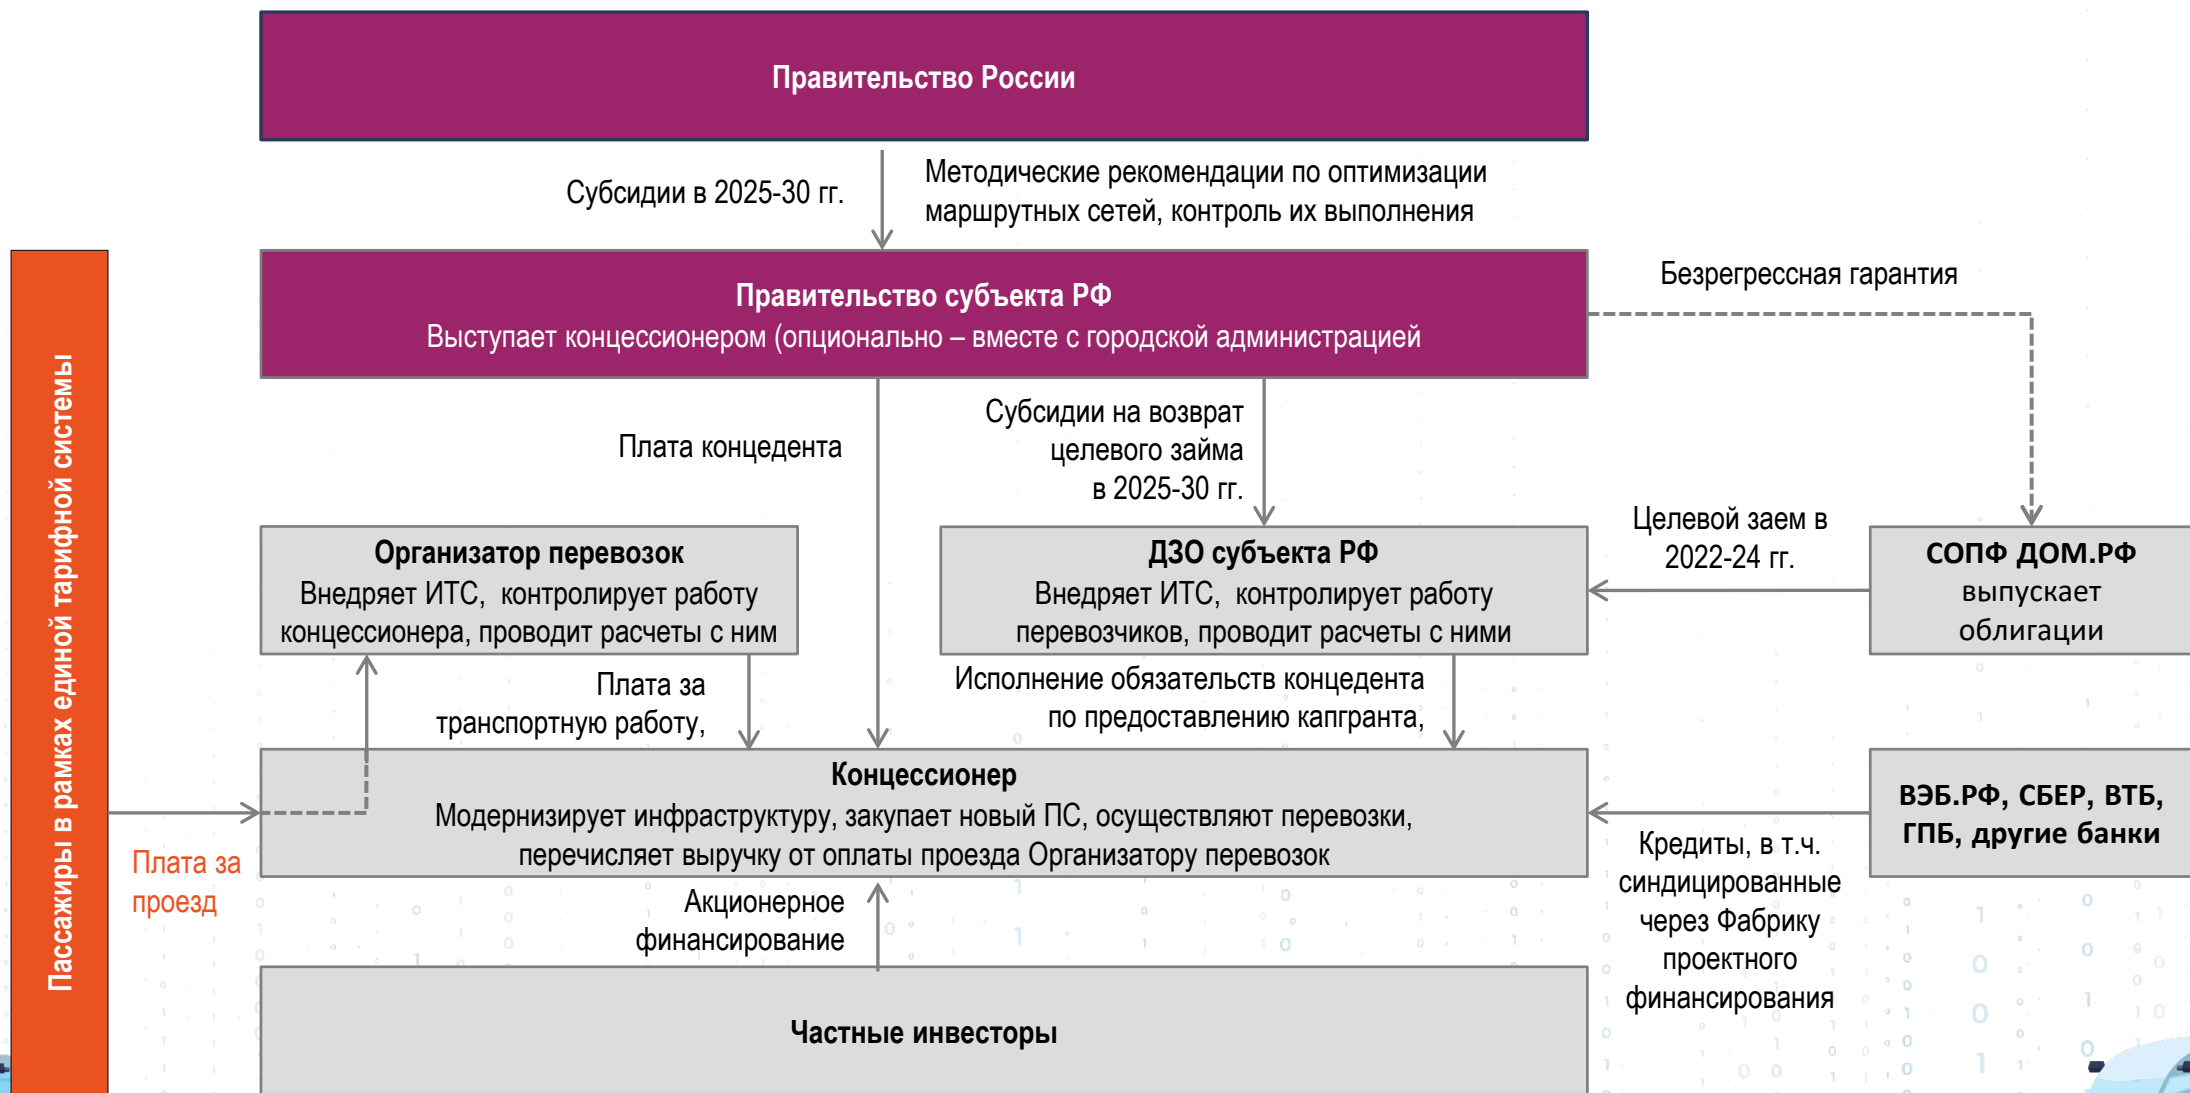 Правительство России
Субсидии в 2025-30 гг.
Методические рекомендации по оптимизации
маршрутных сетей, контроль их выполнения
Правительство субъекта РФ
Выступает концессионером (опционально – вместе с городской администрацией
Безрегрессная гарантия
Пассажиры в рамках единой тарифной системы
Плата концедента
Субсидии на возврат
целевого займа
в 2025-30 гг.
Организатор перевозок
Внедряет ИТС, контролирует работу
концессионера, проводит расчеты с ним
ДЗО субъекта РФ
Внедряет ИТС, контролирует работу
перевозчиков, проводит расчеты с ними
Целевой заем в
2022-24 гг.
СОПФ ДОМ.РФ
выпускает
облигации
Плата за
транспортную работу,
Исполнение обязательств концедента
по предоставлению капгранта,
Концессионер
Модернизирует инфраструктуру, закупает новый ПС, осуществляют перевозки,
перечисляет выручку от оплаты проезда Организатору перевозок
ВЭБ.РФ, СБЕР, ВТБ,
ГПБ, другие банки
Плата за
проезд
Кредиты, в т.ч.
синдицированные
через Фабрику
проектного
финансирования
Акционерное
финансирование
Частные инвесторы